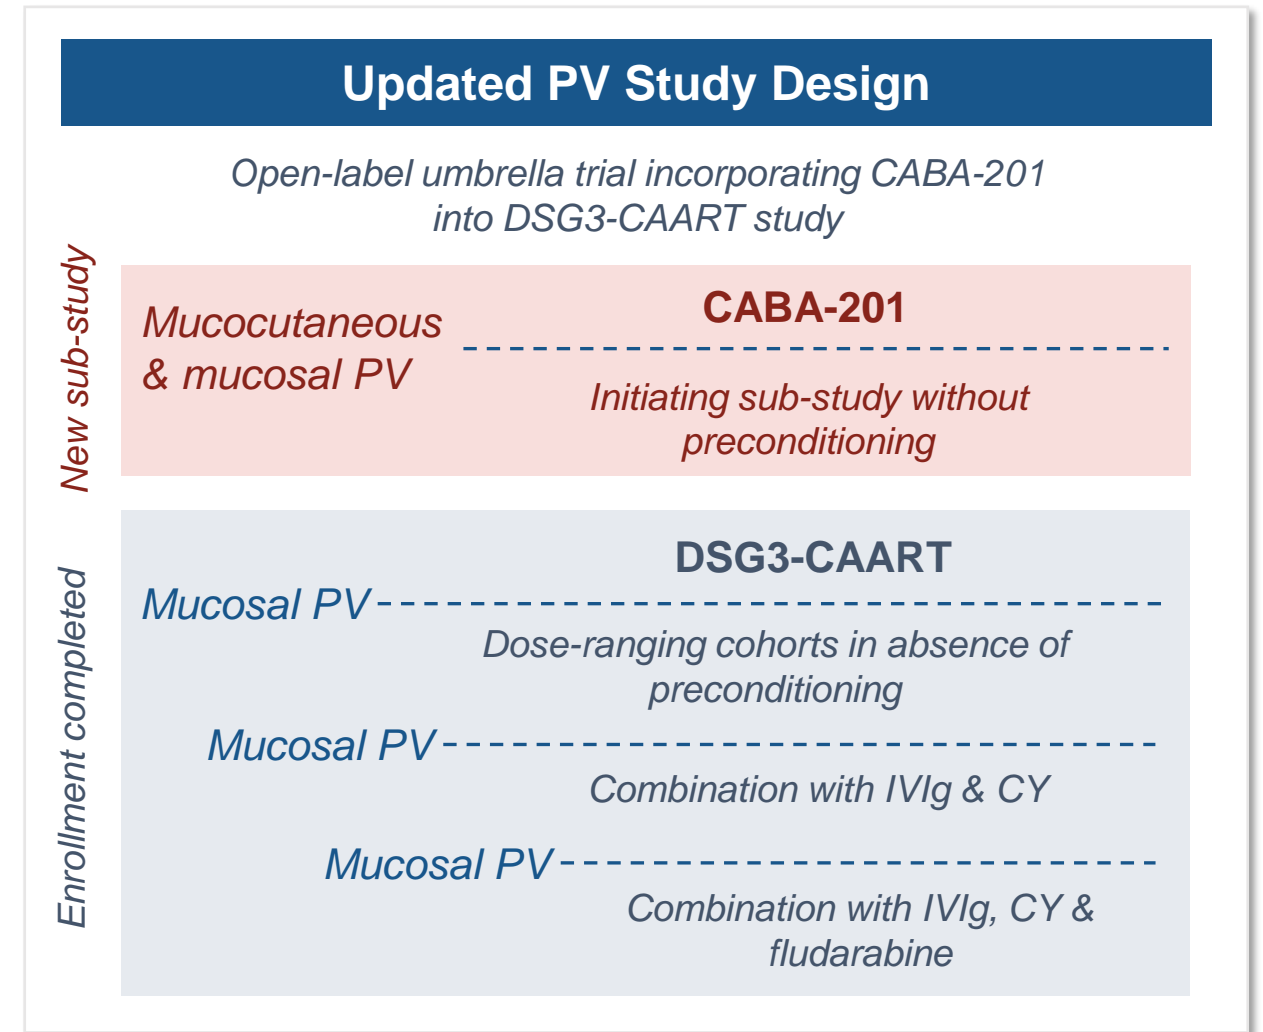 Updated PV Study Design
Open-label umbrella trial incorporating CABA-201
into DSG3-CAART study
New sub-study
Mucocutaneous
& mucosal PV
CABA-201
Initiating sub-study without
preconditioning
Enrollment completed
DSG3-CAART
Mucosal PV
Dose-ranging cohorts in absence of
preconditioning
Mucosal PV
Combination with IVIg & CY
Mucosal PV
Combination with IVIg, CY &
fludarabine